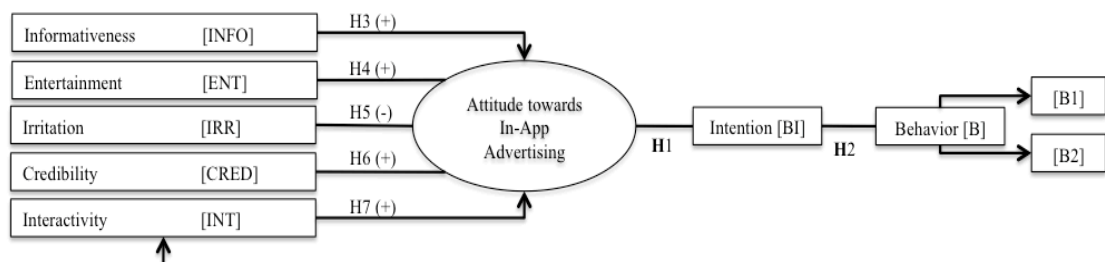 Informativeness [INFO]
H3 (+)
Entertainment [ENT]
H4 (+)
Irritation [IRR]
H5 (-)
Credibility [CRED]
H6 (+)
Interactivity [INT]
H7 (+)
Attitude towards
In-App
Advertising
H1
Intention [BI]
H2
Behavior [B]
[B1]
[B2]